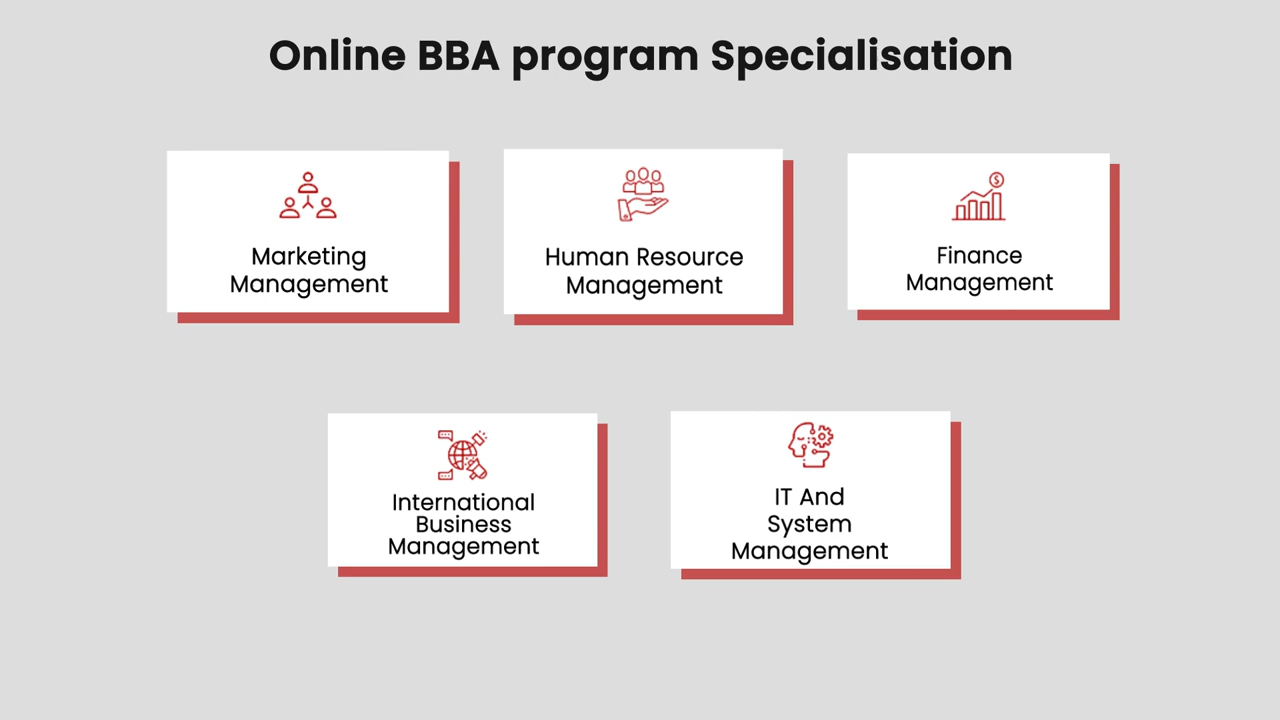 Online BBA program Specialisation
Marketing
Management
Human Resource
Management
Finance
Management
International
Business
Management
IT And
System
Management